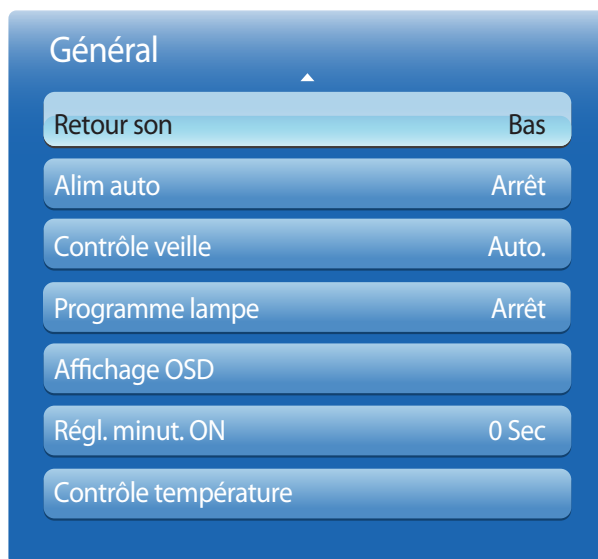 Général
Retour son Bas
Alim auto Arrêt
Contrôle veille Auto.
Programme lampe Arrêt
Affichage OSD
Régl. minut. ON 0 Sec
Contrôle température